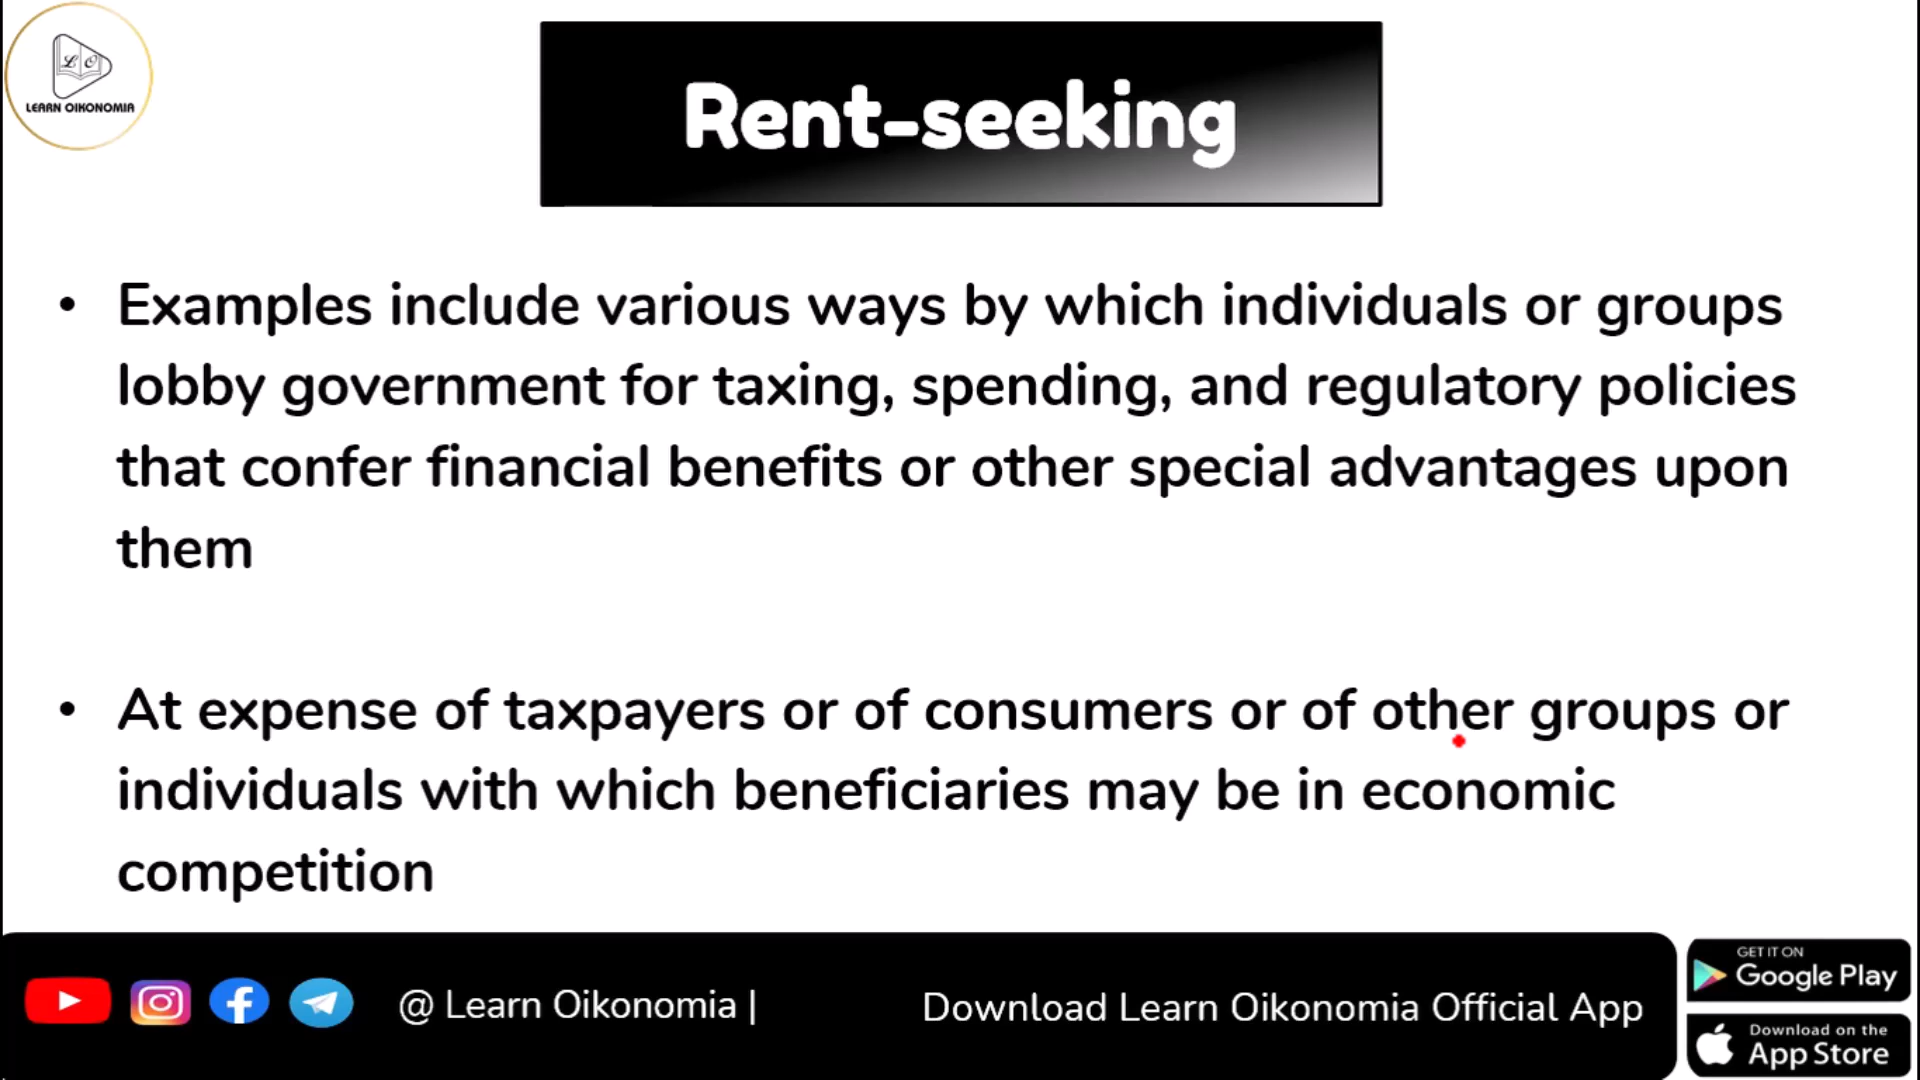 L O
LEARN OIKONOMIA
Rent-seeking
• Examples include various ways by which individuals or groups
lobby government for taxing, spending, and regulatory policies
that confer financial benefits or other special advantages upon
them
• At expense of taxpayers or of consumers or of other groups or
individuals with which beneficiaries may be in economic
competition
@ Learn Oikonomia |
Download Learn Oikonomia Official App
GET IT ON
Google Play
Download on the
App Store